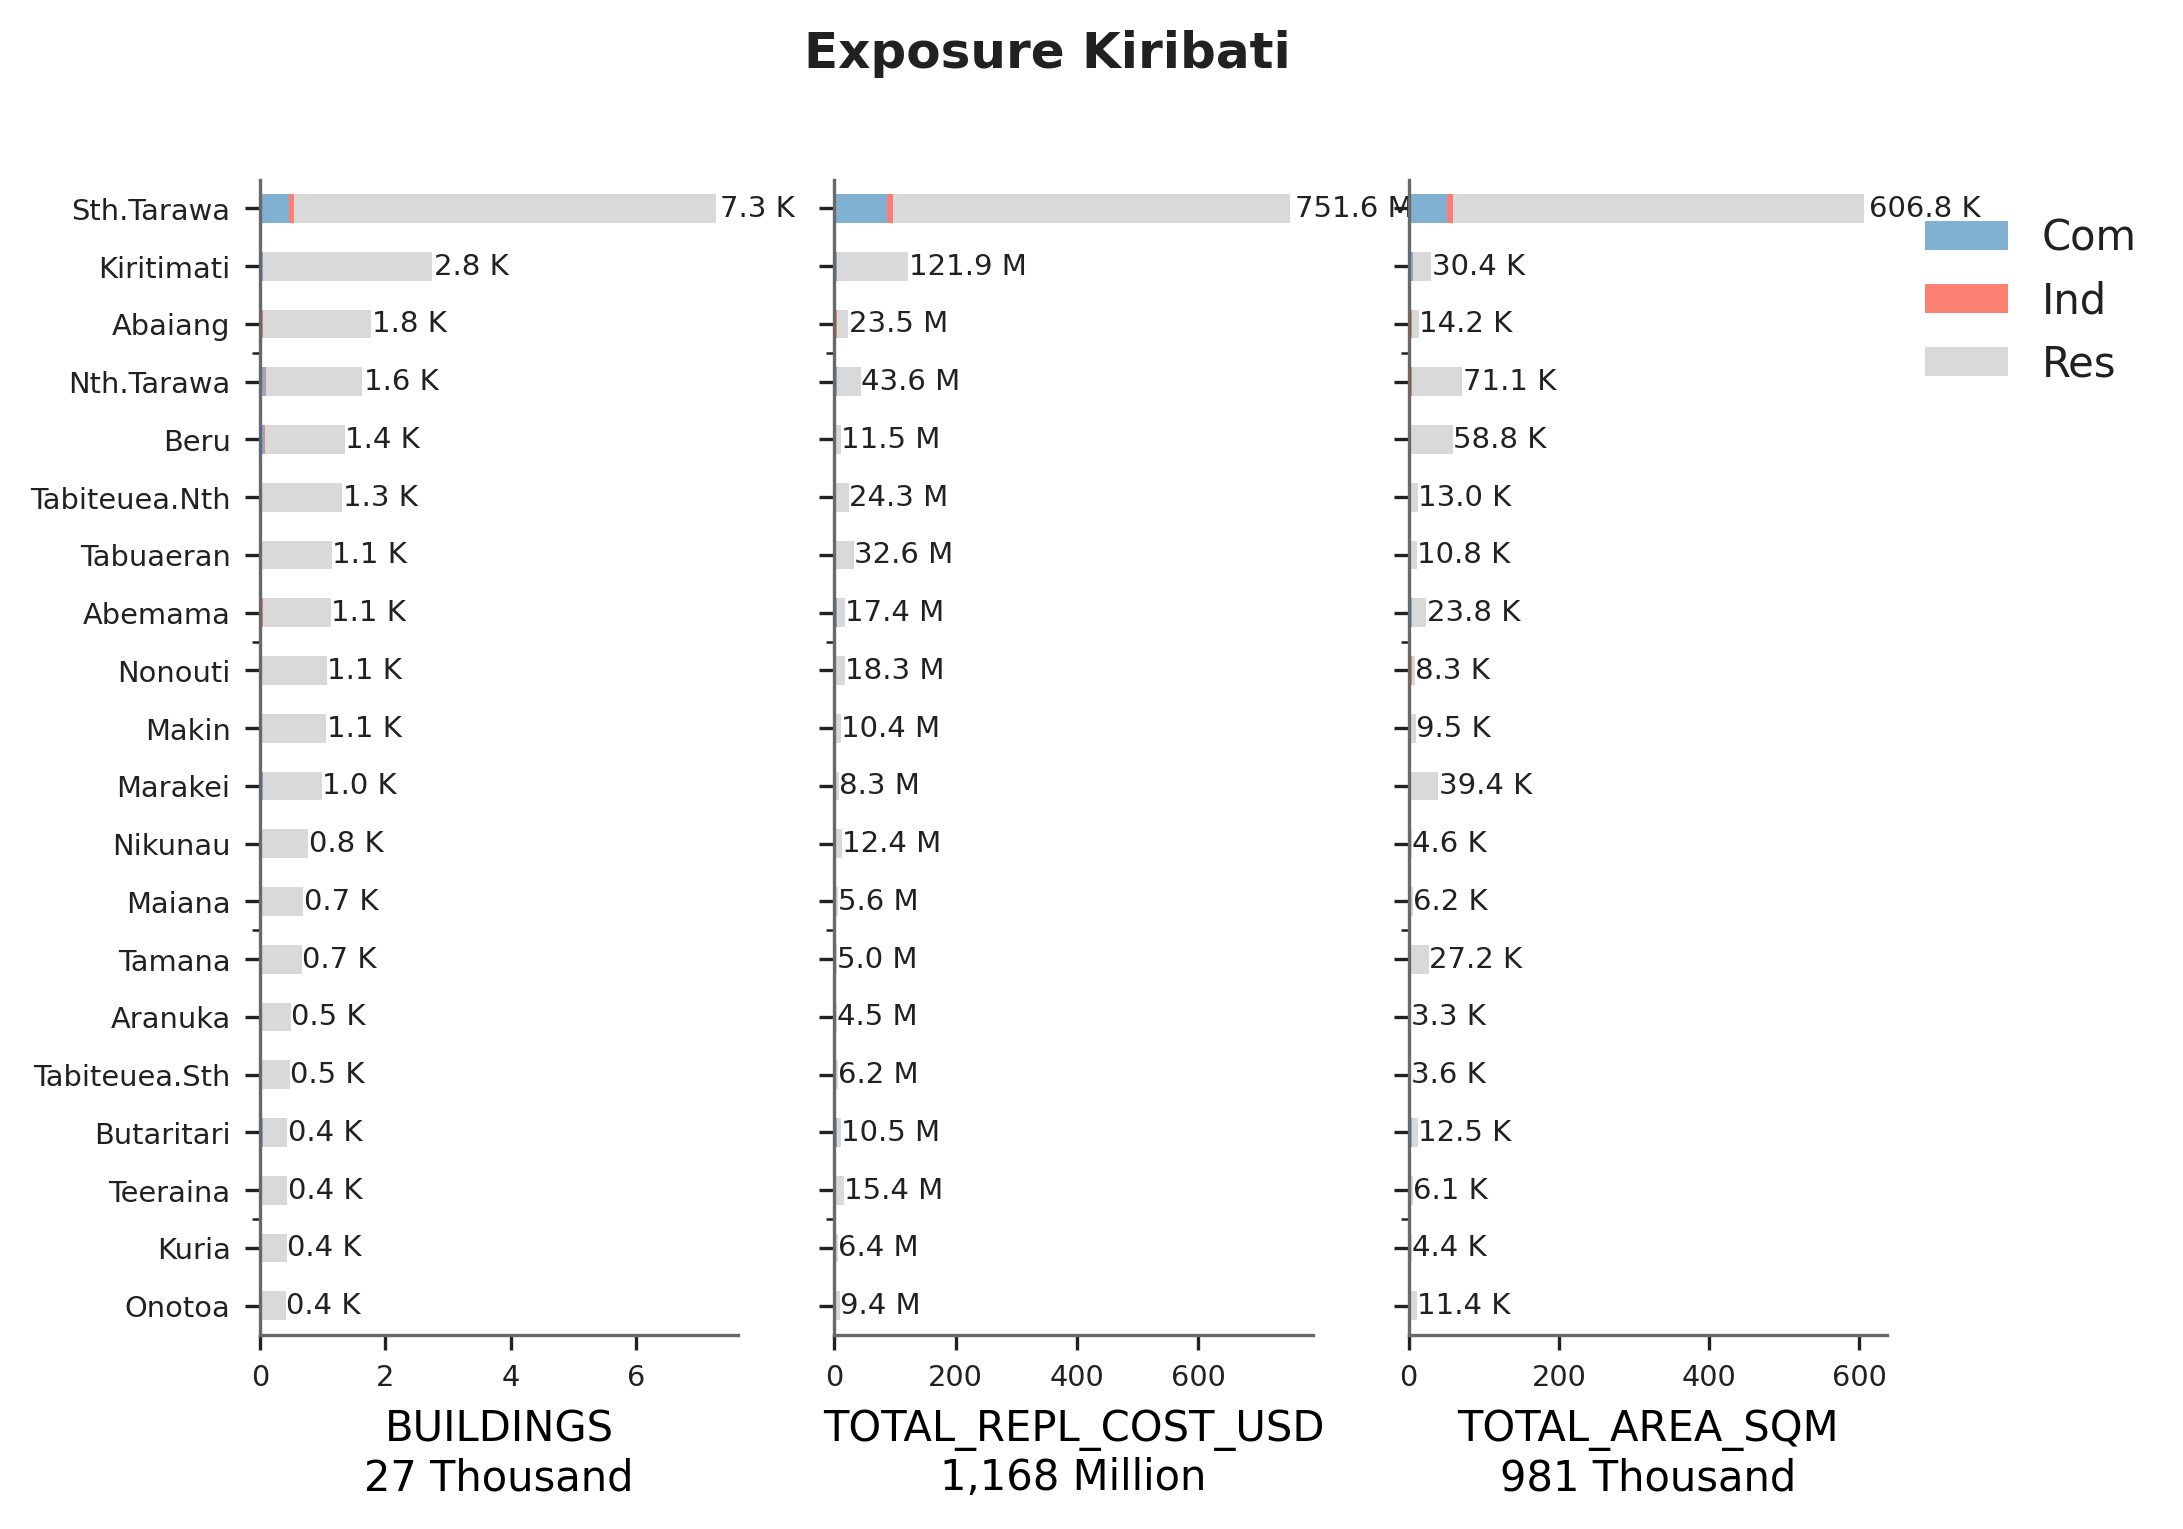 Exposure Kiribati
Sth.Tarawa 7.3 K 751.6 M 606.8 K
Kiritimati 2.8 K 121.9 M 30.4 K
Abaiang 1.8 K 23.5 M 14.2 K
Nth.Tarawa 1.6 K 43.6 M 71.1 K
Beru 1.4 K 11.5 M 58.8 K
Tabiteuea.Nth 1.3 K 24.3 M 13.0 K
Tabuaeran 1.1 K 32.6 M 10.8 K
Abemama 1.1 K 17.4 M 23.8 K
Nonouti 1.1 K 18.3 M 8.3 K
Makin 1.1 K 10.4 M 9.5 K
Marakei 1.0 K 8.3 M 39.4 K
Nikunau 0.8 K 12.4 M 4.6 K
Maiana 0.7 K 5.6 M 6.2 K
Tamana 0.7 K 5.0 M 27.2 K
Aranuka 0.5 K 4.5 M 3.3 K
Tabiteuea.Sth 0.5 K 6.2 M 3.6 K
Butaritari 0.4 K 10.5 M 12.5 K
Teeraina 0.4 K 15.4 M 6.1 K
Kuria 0.4 K 6.4 M 4.4 K
Onotoa 0.4 K 9.4 M 11.4 K
0 2 4 6
BUILDINGS
27 Thousand
0 200 400 600
TOTAL_REPL_COST_USD
1,168 Million
0 200 400 600
TOTAL_AREA_SQM
981 Thousand
Com
Ind
Res